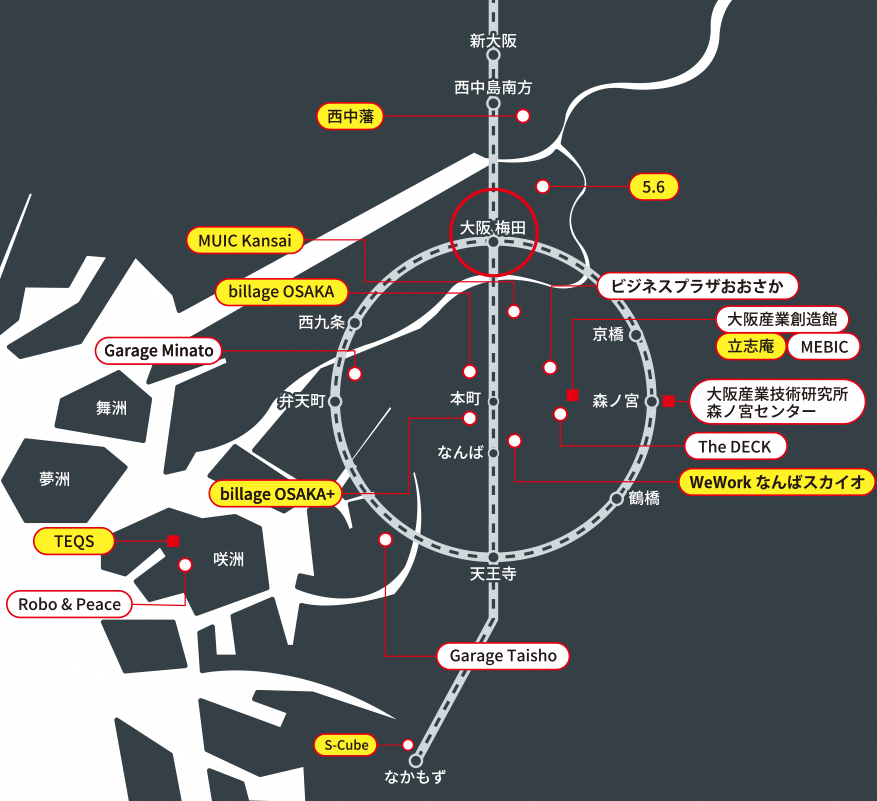 新大阪
西中島南方
西中藩
5.6
大阪 梅田
MUIC Kansai
billage OSAKA
ビジネスプラザおおさか
西九条
大阪産業創造館
京橋
立志庵
MEBIC
Garage Minato
舞洲
弁天町
本町
森ノ宮
大阪産業技術研究所
森ノ宮センター
The DECK
なんば
夢洲
WeWork なんばスカイオ
billage OSAKA+
鶴橋
TEQS
咲洲
天王寺
Robo & Peace
Garage Taisho
S-Cube
なかもず